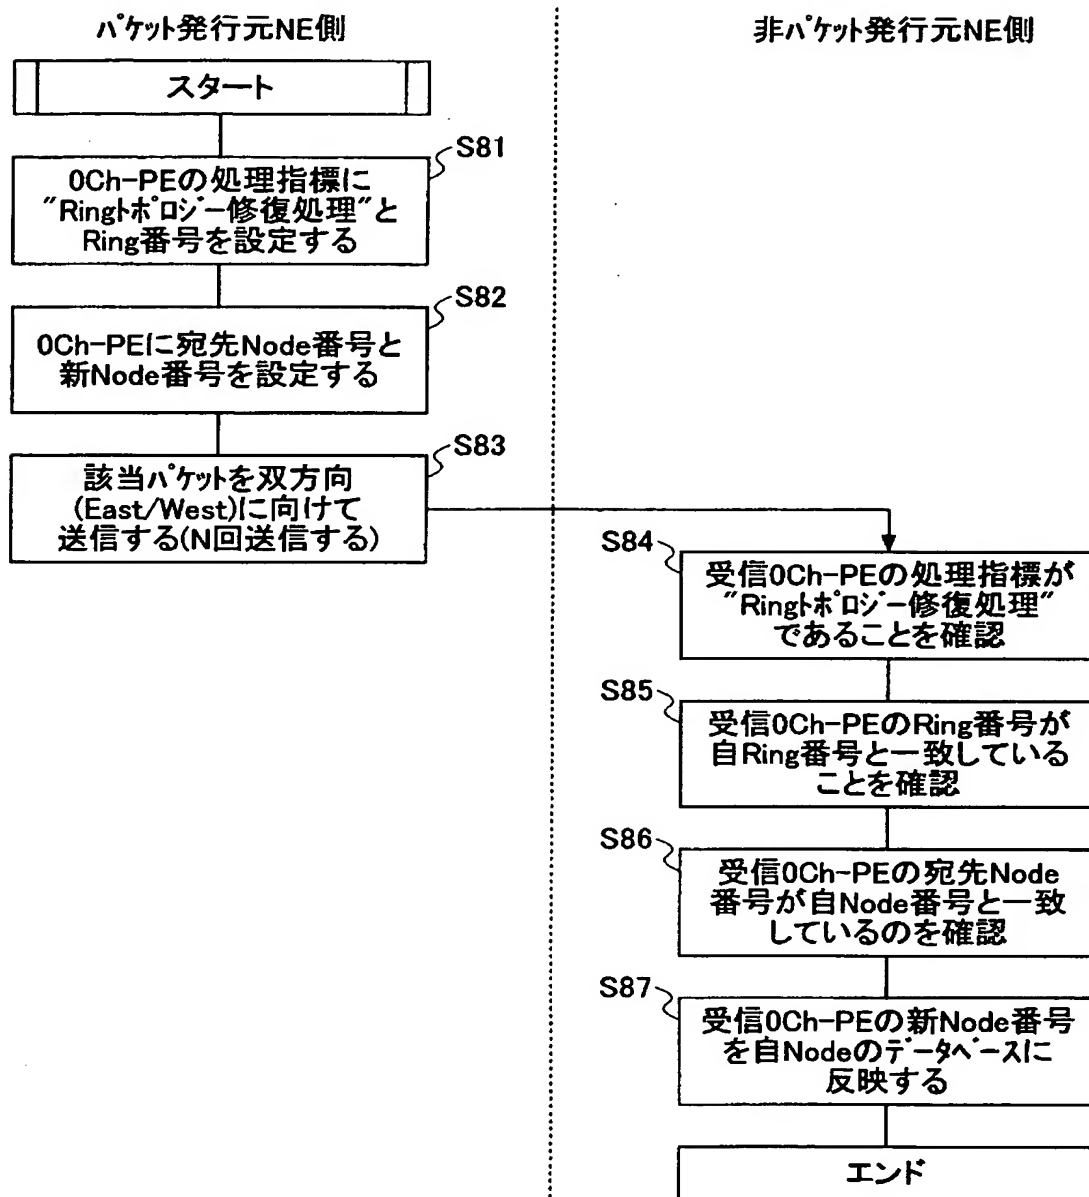 パケット発行元NE側
非パケット発行元NE側
スタート
S81
0Ch-PEの処理指標に
"Ringトポロジー修復処理"と
Ring番号を設定する
S82
0Ch-PEに宛先Node番号と
新Node番号を設定する
S83
該当パケットを双方向
(East/West)に向けて
送信する(N回送信する)
S84
受信0Ch-PEの処理指標が
"Ringトポロジー修復処理"
であることを確認
S85
受信0Ch-PEのRing番号が
自Ring番号と一致している
ことを確認
S86
受信0Ch-PEの宛先Node
番号が自Node番号と一致
しているのを確認
S87
受信0Ch-PEの新Node番号
を自Nodeのデータベースに
反映する
エンド